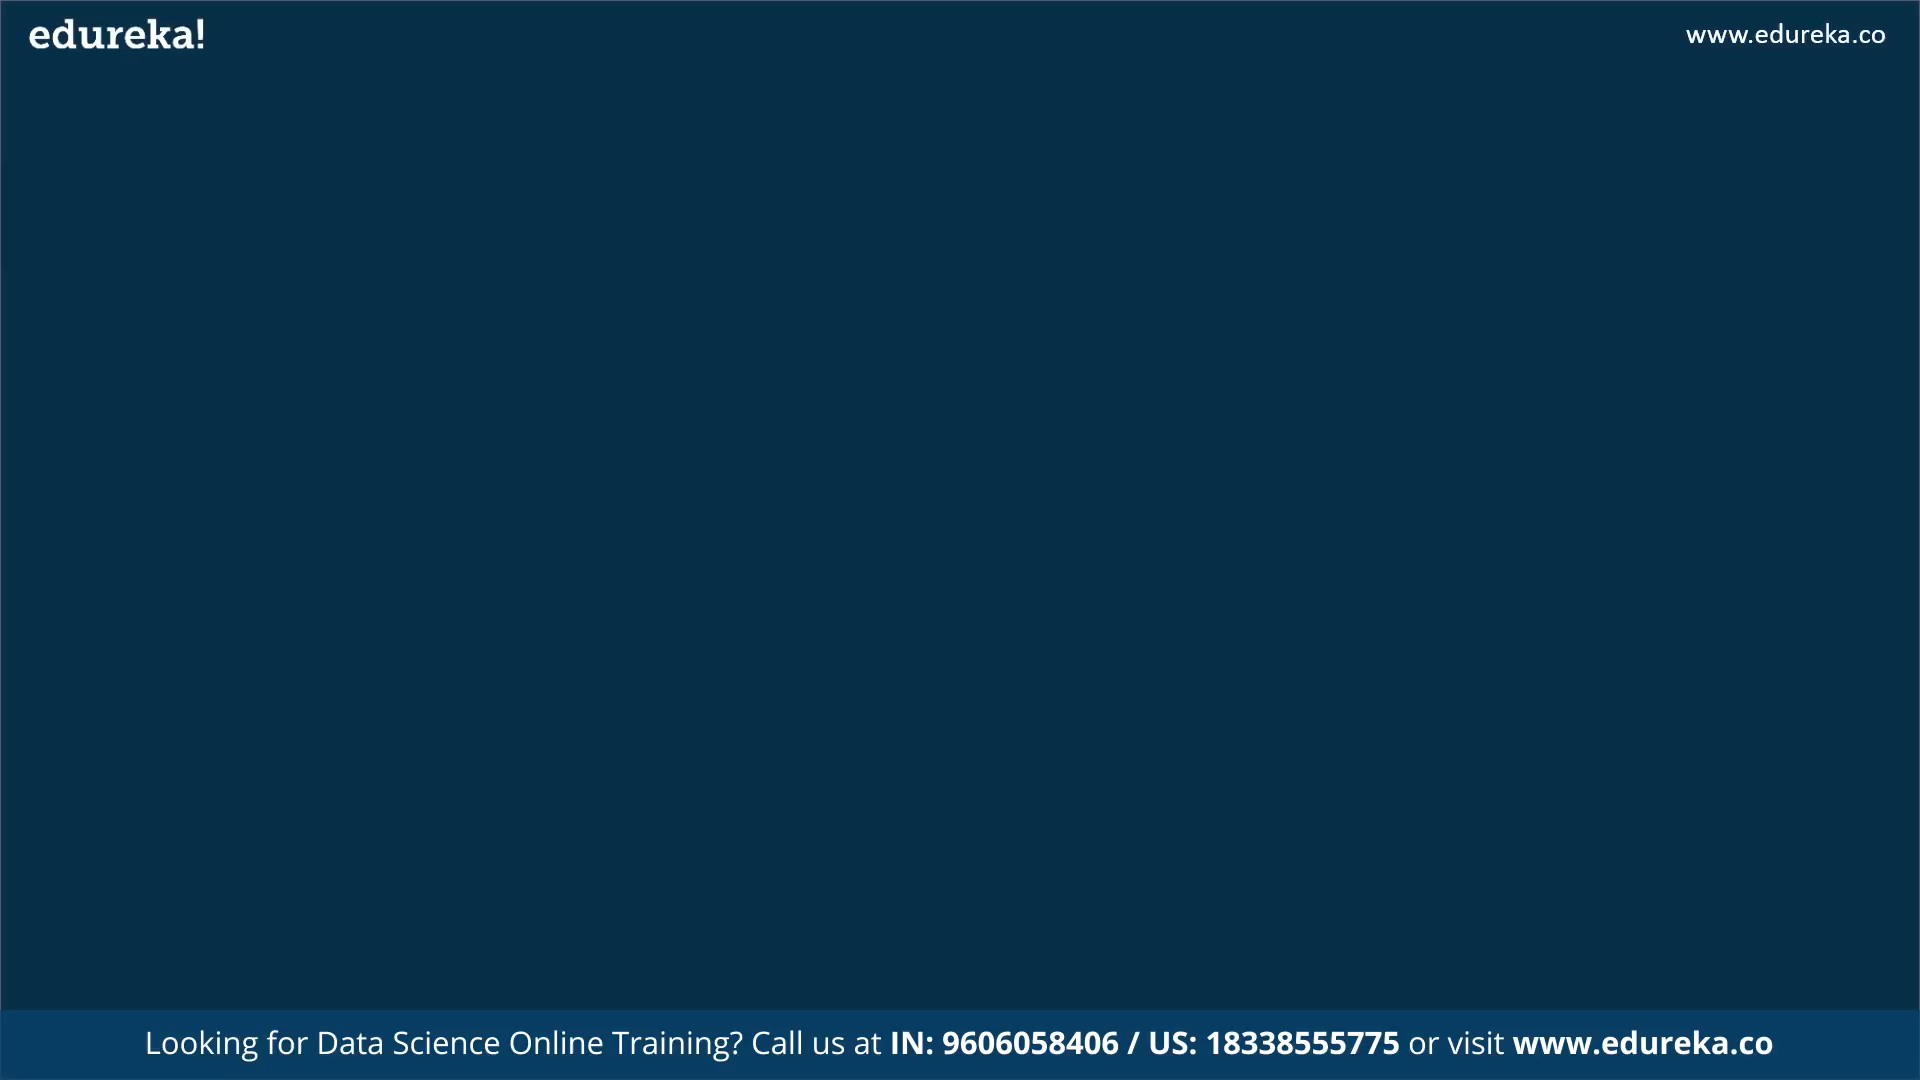 edureka!
www.edureka.co
Looking for Data Science Online Training? Call us at IN: 9606058406 / US: 18338555775 or visit www.edureka.co